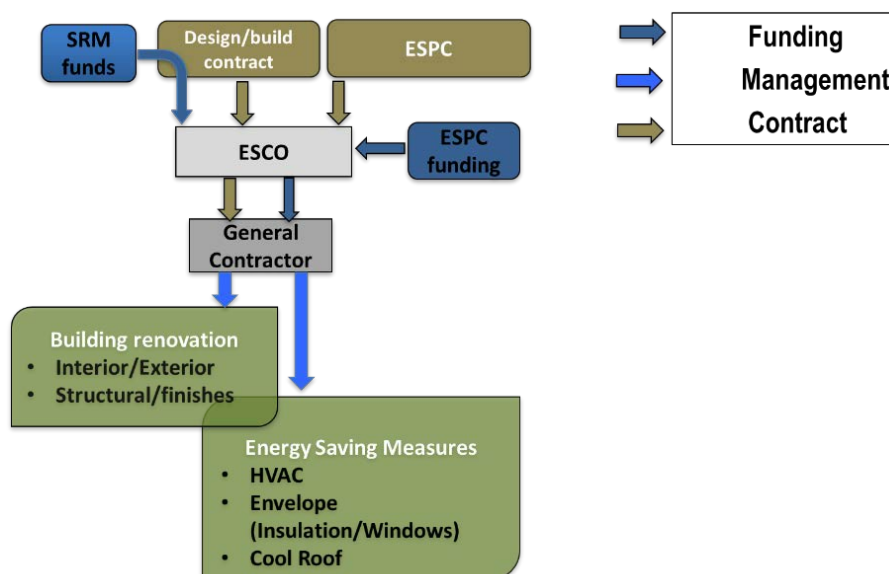 SRM
funds
Design/build
contract
ESPC
ESCO
ESPC
funding
General
Contractor
Building renovation
• Interior/Exterior
• Structural/finishes
Energy Saving Measures
• HVAC
• Envelope
(Insulation/Windows)
• Cool Roof
Funding
Management
Contract